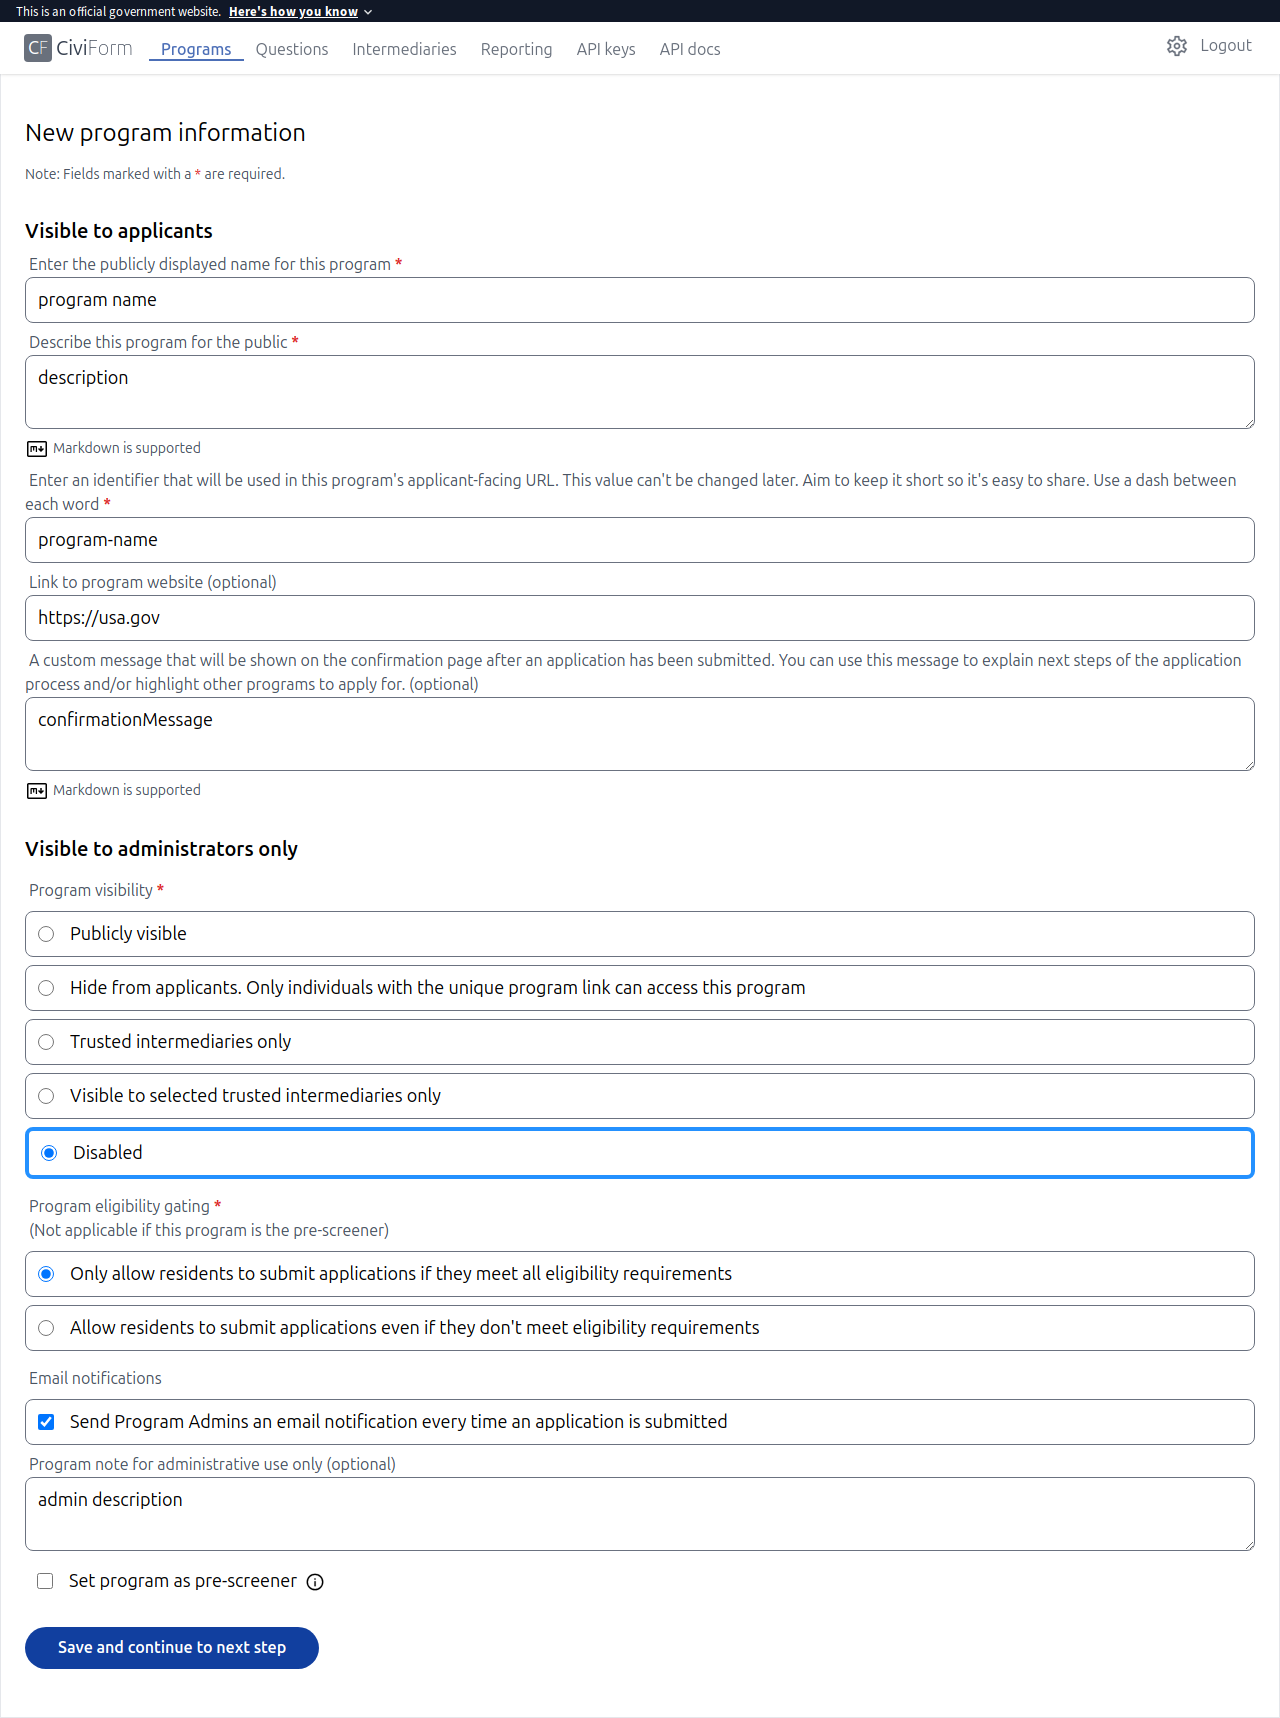 This is an official government website. Here's how you know
CF CiviForm Programs Questions Intermediaries Reporting API keys API docs Logout
New program information
Note: Fields marked with a * are required.
Visible to applicants
Enter the publicly displayed name for this program *
program name
Describe this program for the public *
description
Markdown is supported
Enter an identifier that will be used in this program's applicant-facing URL. This value can't be changed later. Aim to keep it short so it's easy to share. Use a dash between
each word *
program-name
Link to program website (optional)
https://usa.gov
A custom message that will be shown on the confirmation page after an application has been submitted. You can use this message to explain next steps of the application
process and/or highlight other programs to apply for. (optional)
confirmationMessage
Markdown is supported
Visible to administrators only
Program visibility *
Publicly visible
Hide from applicants. Only individuals with the unique program link can access this program
Trusted intermediaries only
Visible to selected trusted intermediaries only
Disabled
Program eligibility gating *
(Not applicable if this program is the pre-screener)
Only allow residents to submit applications if they meet all eligibility requirements
Allow residents to submit applications even if they don't meet eligibility requirements
Email notifications
Send Program Admins an email notification every time an application is submitted
Program note for administrative use only (optional)
admin description
Set program as pre-screener
Save and continue to next step